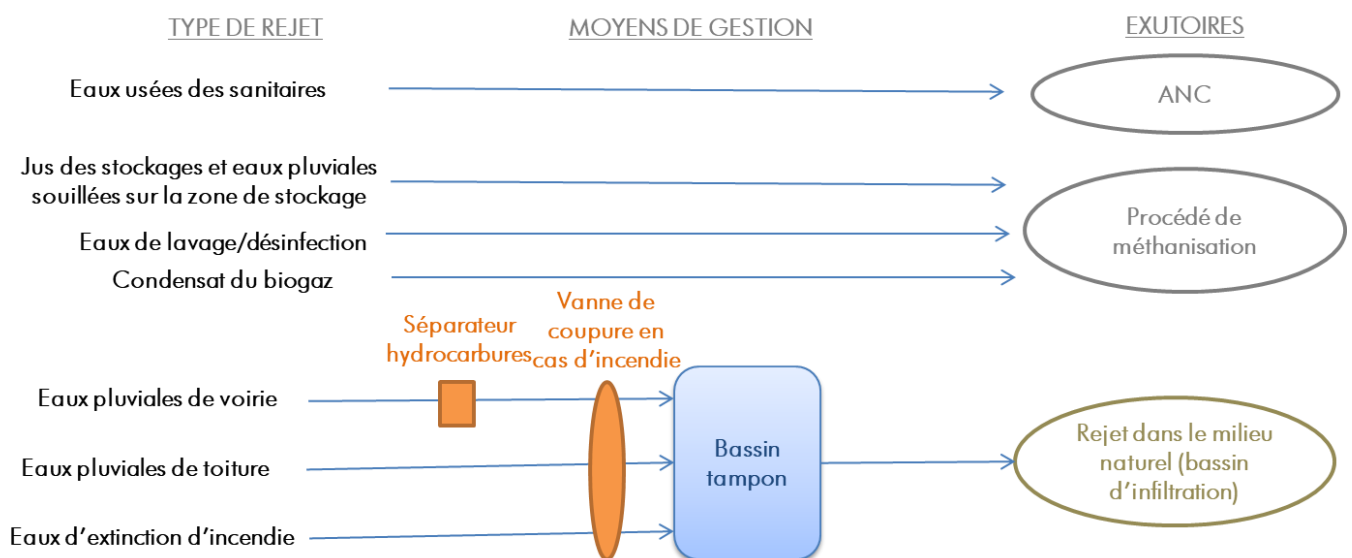 TYPE DE REJET
MOYENS DE GESTION
EXUTOIRES
Eaux usées des sanitaires
ANC
Jus des stockages et eaux pluviales
souillées sur la zone de stockage
Eaux de lavage/désinfection
Condensat du biogaz
Procédé de
méthanisation
Séparateur
hydrocarbures
Vanne de
coupure en
cas d'incendie
Eaux pluviales de voirie
Eaux pluviales de toiture
Eaux d'extinction d'incendie
Bassin
tampon
Rejet dans le milieu
naturel (bassin
d'infiltration)